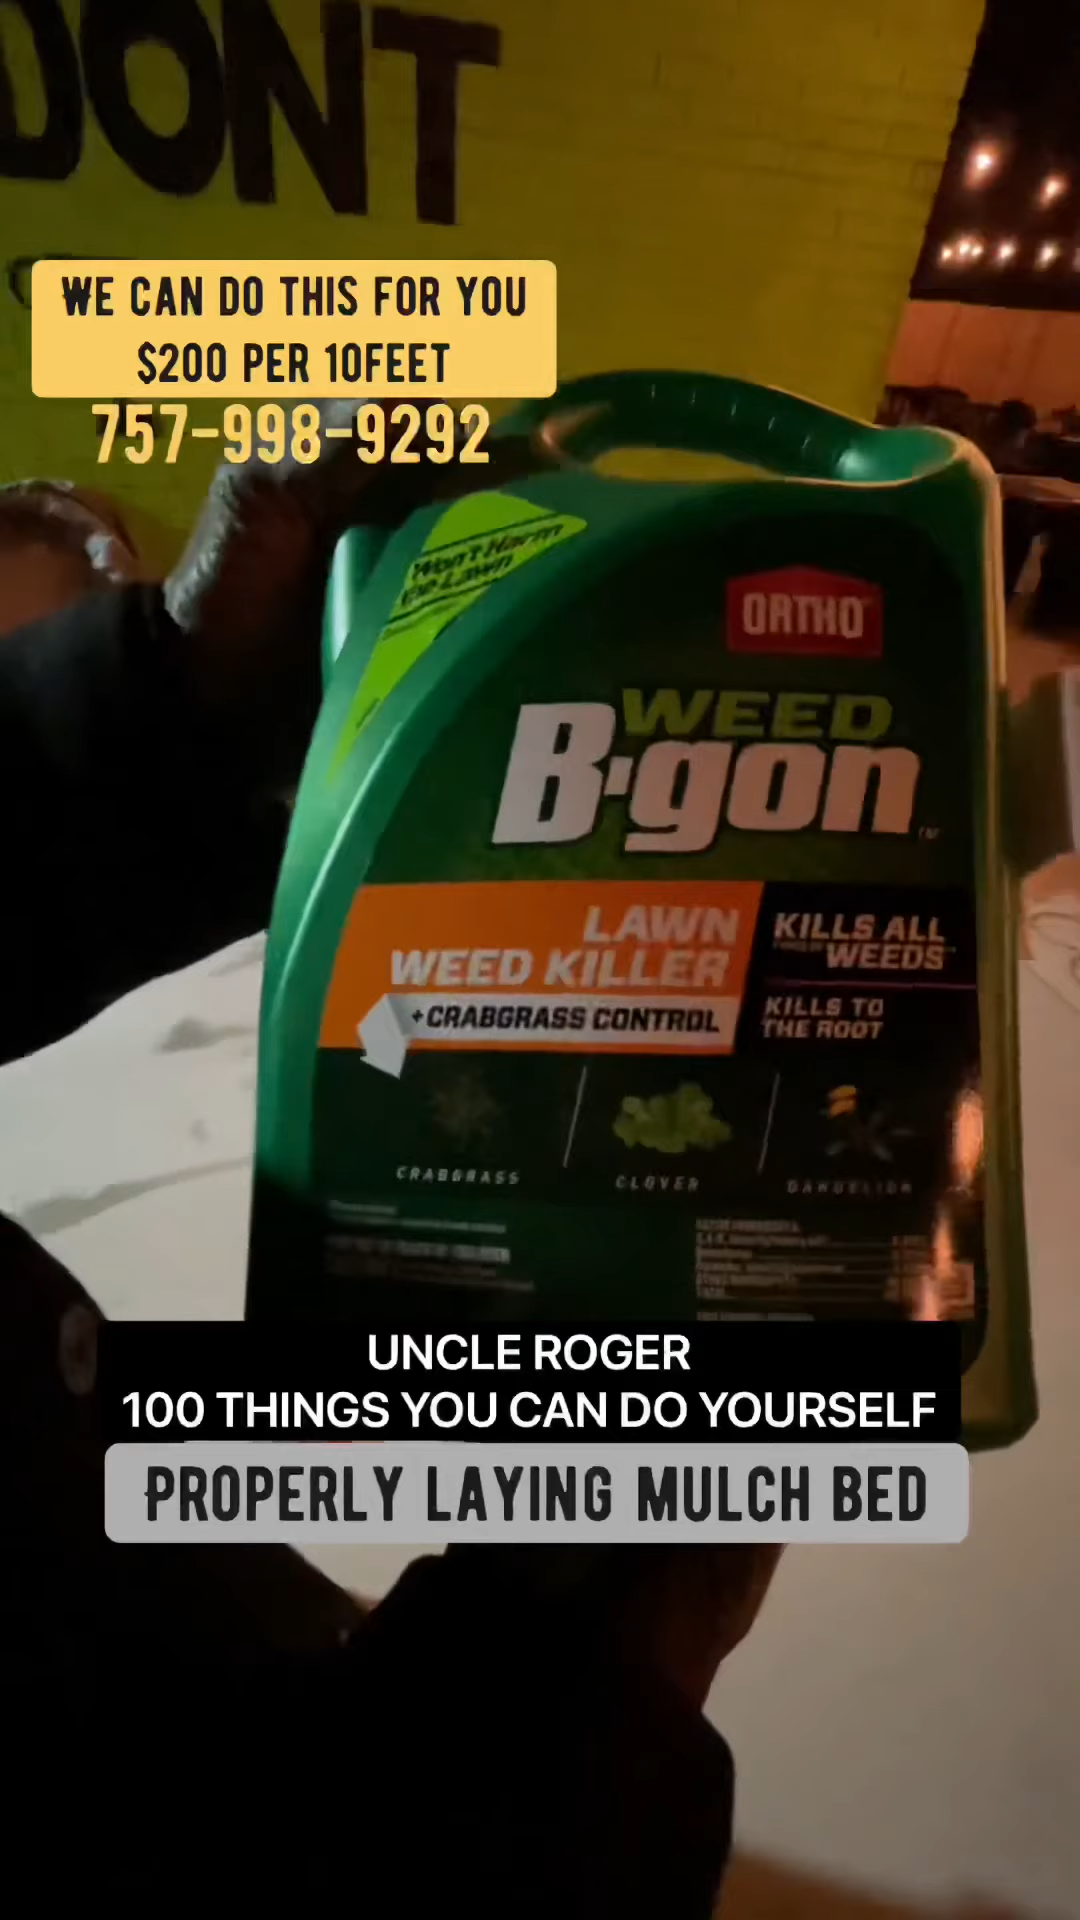 DONT
WE CAN DO THIS FOR YOU
$200 PER 10FEET
757-998-9292
Won't Harm
the Lawn
ORTHO
WEED
B·gon
LAWN
WEED KILLER
+CRABGRASS CONTROL
KILLS ALL
WEEDS
KILLS TO
THE ROOT
CRABGRASS
CLOVER
DANDELION
UNCLE ROGER
100 THINGS YOU CAN DO YOURSELF
PROPERLY LAYING MULCH BED